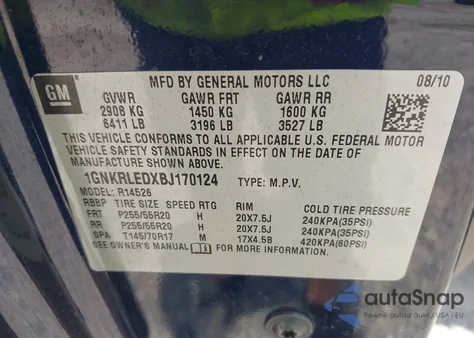 GM
MFD BY GENERAL MOTORS LLC 08/10
GVWR GAWR FRT GAWR RR
2908 KG 1450 KG 1600 KG
6411 LB 3196 LB 3527 LB
THIS VEHICLE CONFORMS TO ALL APPLICABLE U.S. FEDERAL MOTOR
VEHICLE SAFETY STANDARDS IN EFFECT ON THE DATE OF
MANUFACTURE SHOWN ABOVE.
1GNKRLEDXBJ170124 TYPE: M.P.V.
MODEL: R14526
RBBP TIRE SIZE SPEED RTG RIM COLD TIRE PRESSURE
FRT P255/55R20 H 20X7.5J 240KPA(35PSI)
RR P255/55R20 H 20X7.5J 240KPA(35PSI)
SPA T145/70R17 M 17X4.5B 420KPA(60PSI)
SEE OWNER'S MANUAL FOR ADDITIONAL INFORMATION.
autoSnap